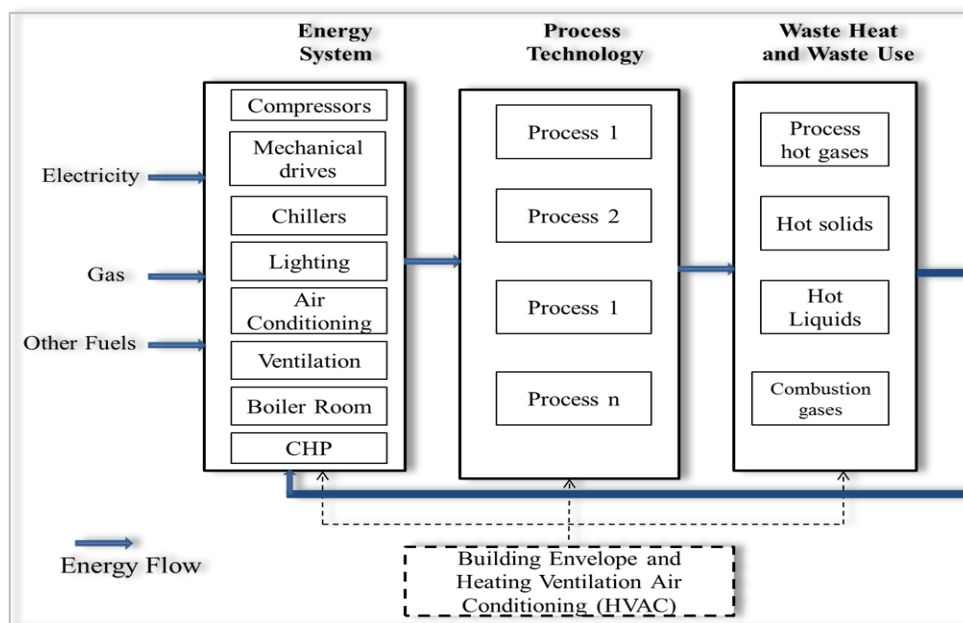 Energy
System
Process
Technology
Waste Heat
and Waste Use
Electricity
Gas
Other Fuels
Compressors
Mechanical
drives
Chillers
Lighting
Air
Conditioning
Ventilation
Boiler Room
CHP
Process 1
Process 2
Process 1
Process n
Process
hot gases
Hot solids
Hot
Liquids
Combustion
gases
Energy Flow
Building Envelope and
Heating Ventilation Air
Conditioning (HVAC)